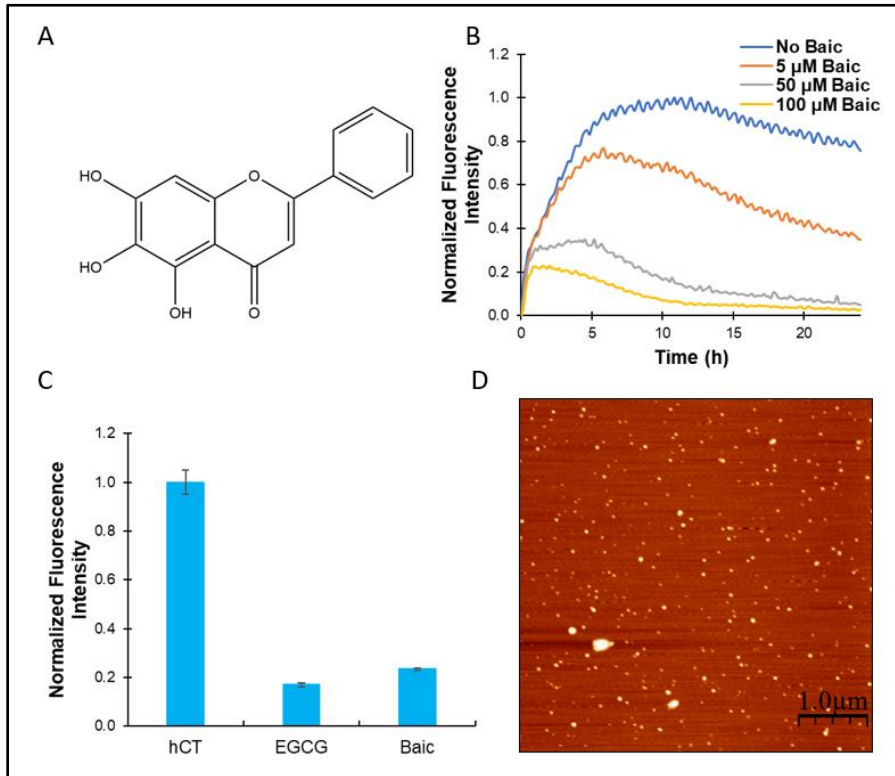 A
HO
HO
OH
O
O
B
Normalized Fluorescence
Intensity
1.2
1.0
0.8
0.6
0.4
0.2
0.0
0
5
10
15
20
Time (h)
No Baic
5 µM Baic
50 µM Baic
100 µM Baic
C
Normalized Fluorescence
Intensity
1.2
1.0
0.8
0.6
0.4
0.2
0.0
hCT
EGCG
Baic
D
1.0µm